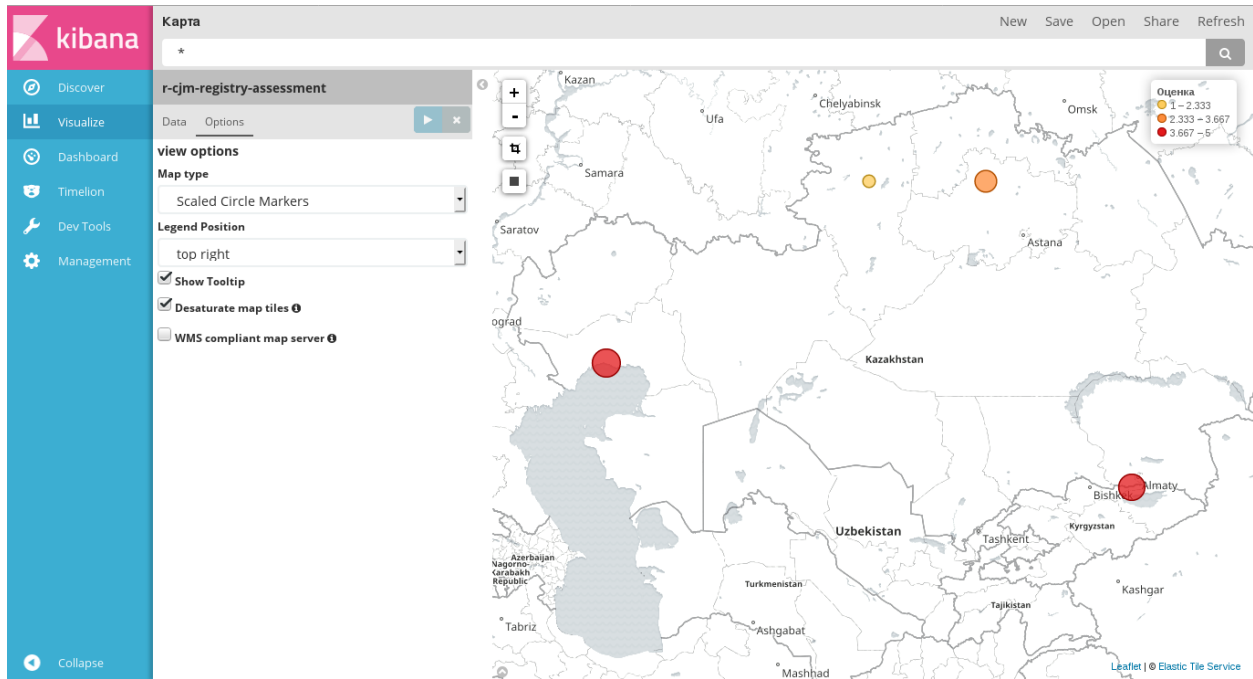 kibana
Discover
Visualize
Dashboard
Timelion
Dev Tools
Management
Collapse
Карта
New Save Open Share Refresh
*
r-cjm-registry-assessment
Data Options
view options
Map type
Scaled Circle Markers
Legend Position
top right
Show Tooltip
Desaturate map tiles
WMS compliant map server
+
-
Оценка
1 – 2.333
2.333 – 3.667
3.667 – 5
Kazan
Chelyabinsk
Omsk
Ufa
Samara
Saratov
Astana
ograd
Kazakhstan
Almaty
Bishkek
Kyrgyzstan
Uzbekistan
Tashkent
Azerbaijan
Nagorno-
Karabakh
Republic
Turkmenistan
Kashgar
Tajikistan
Tabriz
Ashgabat
Mashhad
Leaflet | © Elastic Tile Service